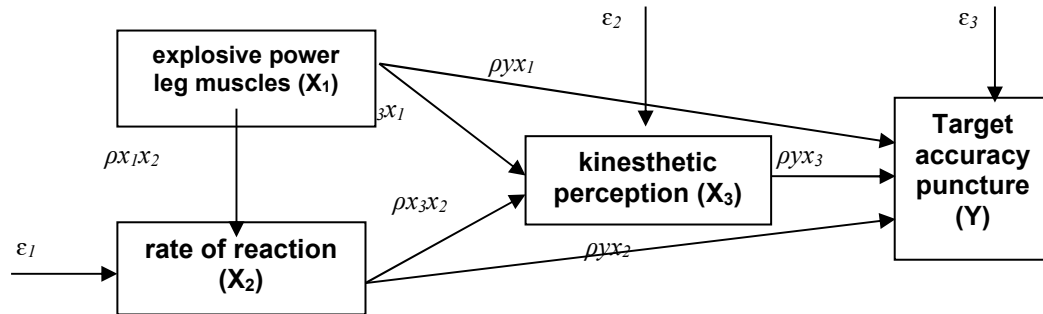 ε2
ε3
explosive power
leg muscles (X1)
ρyx1
3x1
Target
accuracy
puncture
(Y)
ρx1x2
kinesthetic
perception (X3)
ρyx3
ρx3x2
rate of reaction
(X2)
ε1
ρyx2